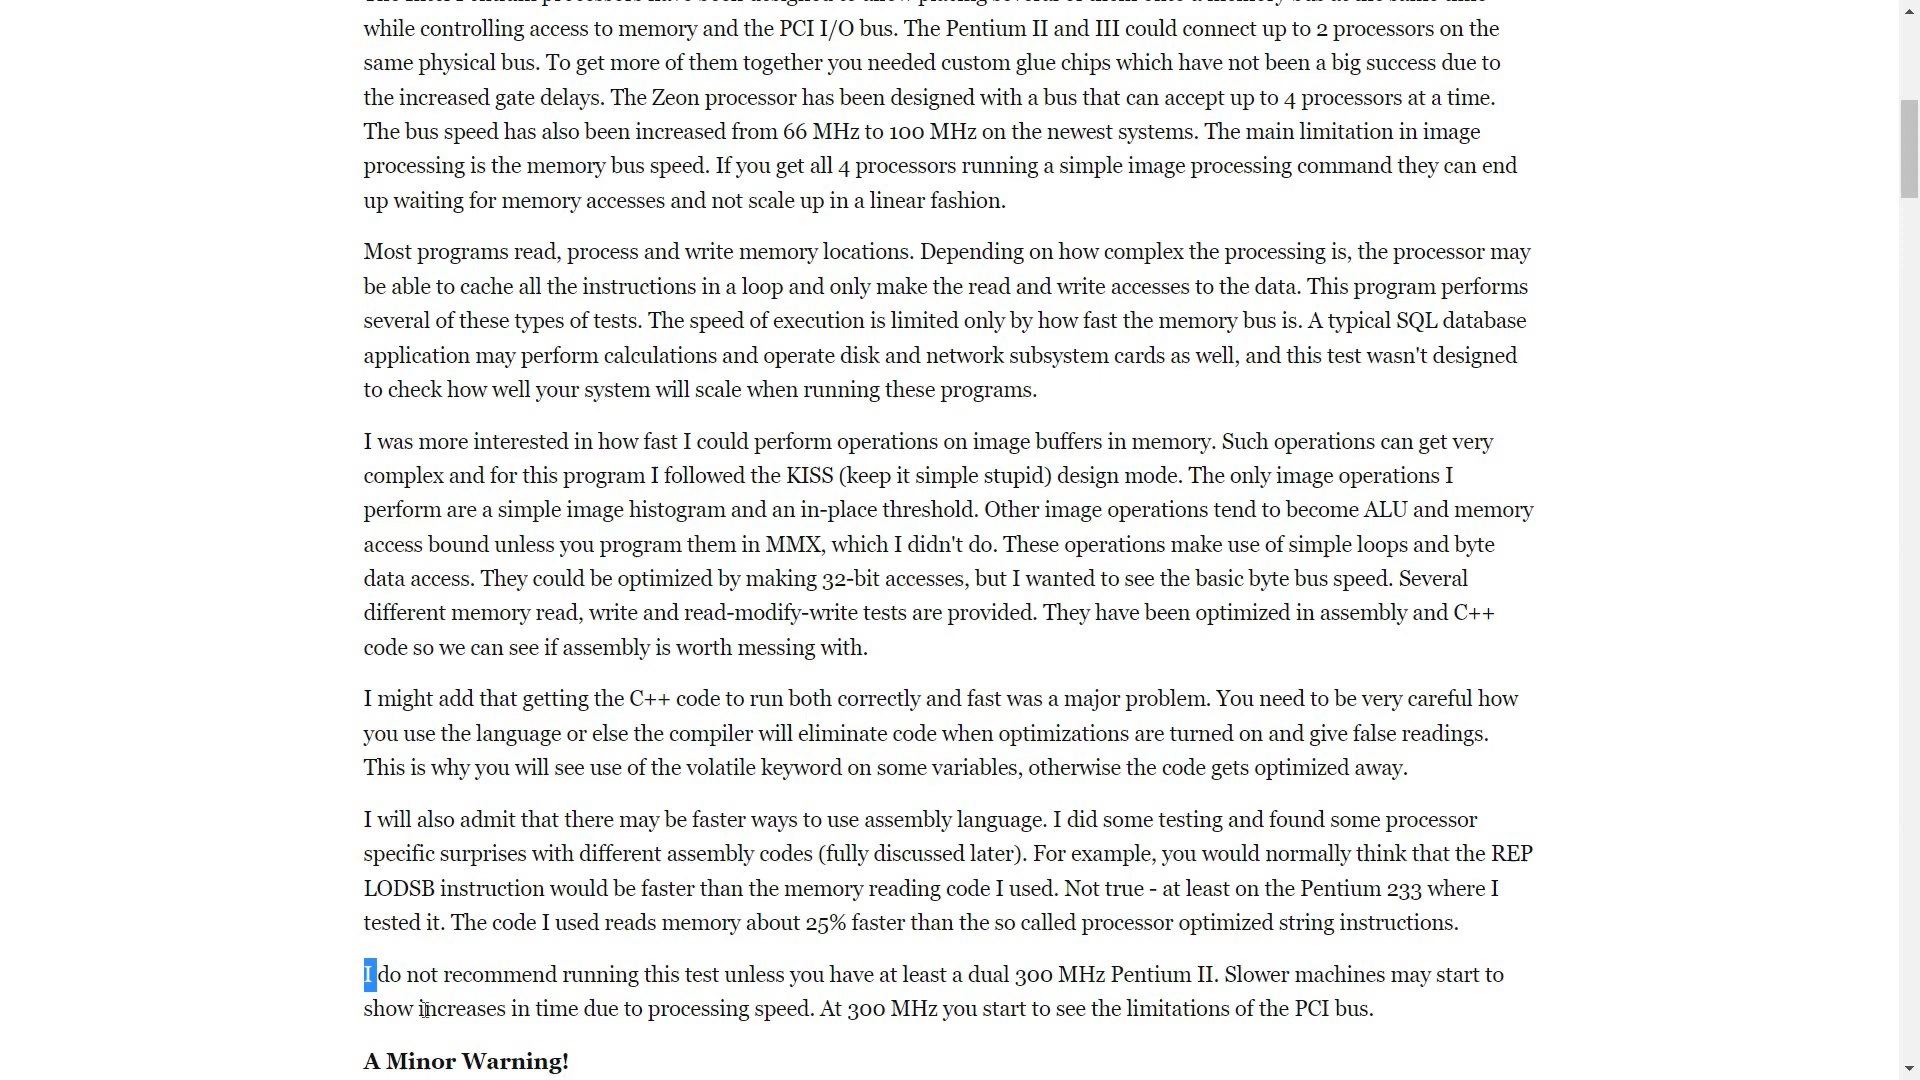 while controlling access to memory and the PCI I/O bus. The Pentium II and III could connect up to 2 processors on the
same physical bus. To get more of them together you needed custom glue chips which have not been a big success due to
the increased gate delays. The Zeon processor has been designed with a bus that can accept up to 4 processors at a time.
The bus speed has also been increased from 66 MHz to 100 MHz on the newest systems. The main limitation in image
processing is the memory bus speed. If you get all 4 processors running a simple image processing command they can end
up waiting for memory accesses and not scale up in a linear fashion.
Most programs read, process and write memory locations. Depending on how complex the processing is, the processor may
be able to cache all the instructions in a loop and only make the read and write accesses to the data. This program performs
several of these types of tests. The speed of execution is limited only by how fast the memory bus is. A typical SQL database
application may perform calculations and operate disk and network subsystem cards as well, and this test wasn't designed
to check how well your system will scale when running these programs.
I was more interested in how fast I could perform operations on image buffers in memory. Such operations can get very
complex and for this program I followed the KISS (keep it simple stupid) design mode. The only image operations I
perform are a simple image histogram and an in-place threshold. Other image operations tend to become ALU and memory
access bound unless you program them in MMX, which I didn't do. These operations make use of simple loops and byte
data access. They could be optimized by making 32-bit accesses, but I wanted to see the basic byte bus speed. Several
different memory read, write and read-modify-write tests are provided. They have been optimized in assembly and C++
code so we can see if assembly is worth messing with.
I might add that getting the C++ code to run both correctly and fast was a major problem. You need to be very careful how
you use the language or else the compiler will eliminate code when optimizations are turned on and give false readings.
This is why you will see use of the volatile keyword on some variables, otherwise the code gets optimized away.
I will also admit that there may be faster ways to use assembly language. I did some testing and found some processor
specific surprises with different assembly codes (fully discussed later). For example, you would normally think that the REP
LODSB instruction would be faster than the memory reading code I used. Not true - at least on the Pentium 233 where I
tested it. The code I used reads memory about 25% faster than the so called processor optimized string instructions.
I do not recommend running this test unless you have at least a dual 300 MHz Pentium II. Slower machines may start to
show increases in time due to processing speed. At 300 MHz you start to see the limitations of the PCI bus.
A Minor Warning!